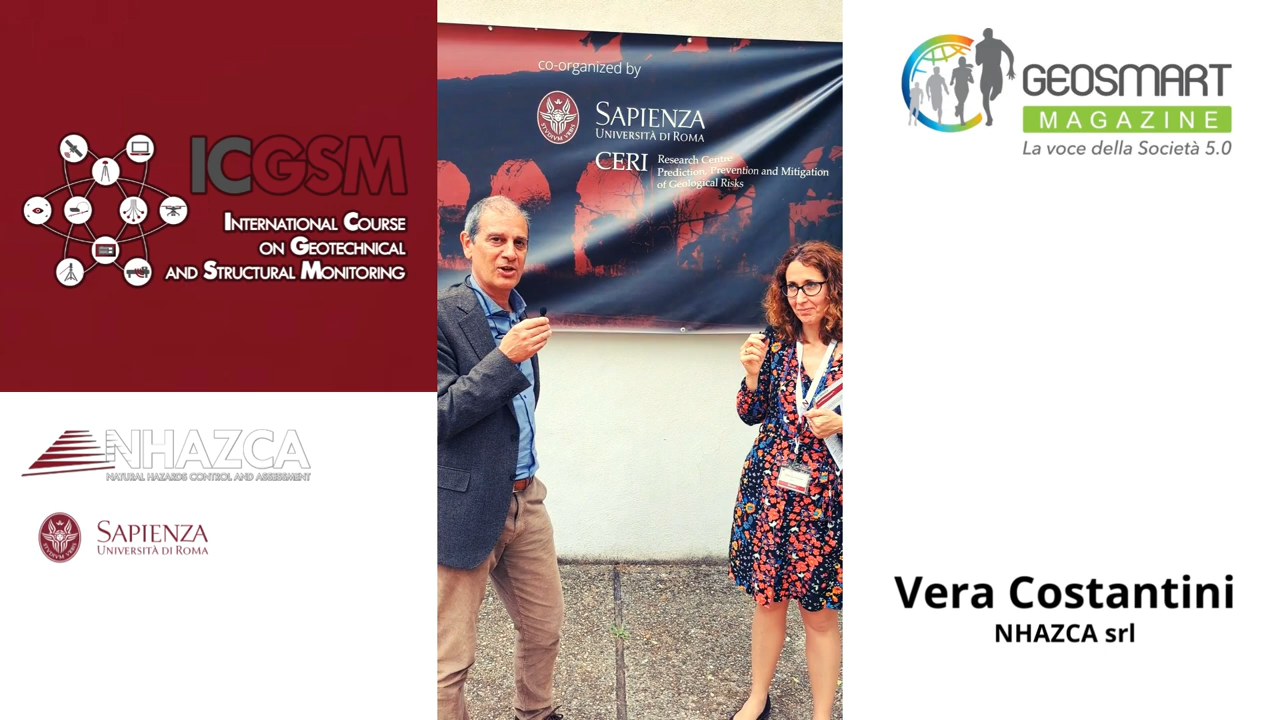 ICGSM
INTERNATIONAL COURSE
ON GEOTECHNICAL
AND STRUCTURAL MONITORING
NHAZCA
NATURAL HAZARDS CONTROL AND ASSESSMENT
SAPIENZA
UNIVERSITÀ DI ROMA
co-organized by
STVDIVM VRBIS
SAPIENZA
UNIVERSITÀ DI ROMA
CERI
Research Centre
Prediction, Prevention and Mitigation
of Geological Risks
GEOSMART
MAGAZINE
La voce della Società 5.0
Vera Costantini
NHAZCA srl